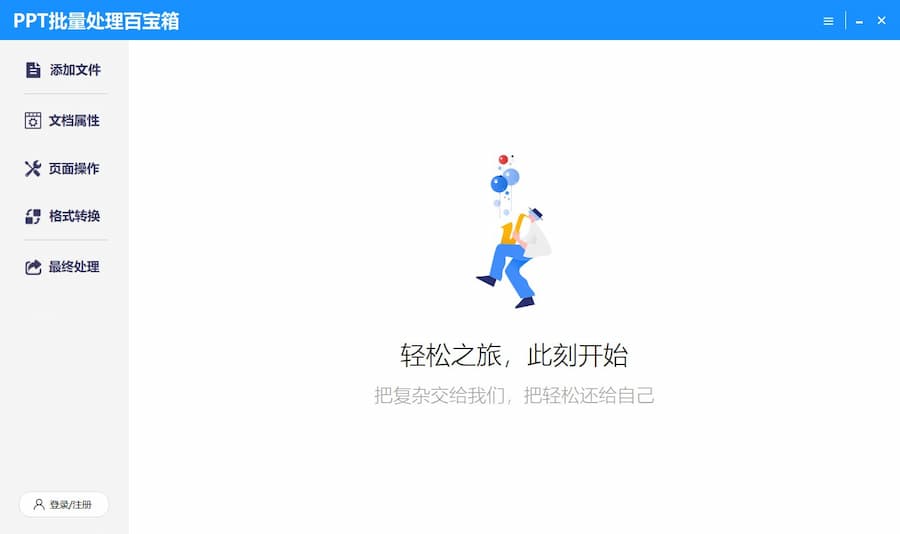 PPT批量处理百宝箱
添加文件
文档属性
页面操作
格式转换
最终处理
轻松之旅，此刻开始
把复杂交给我们，把轻松还给自己
登录/注册